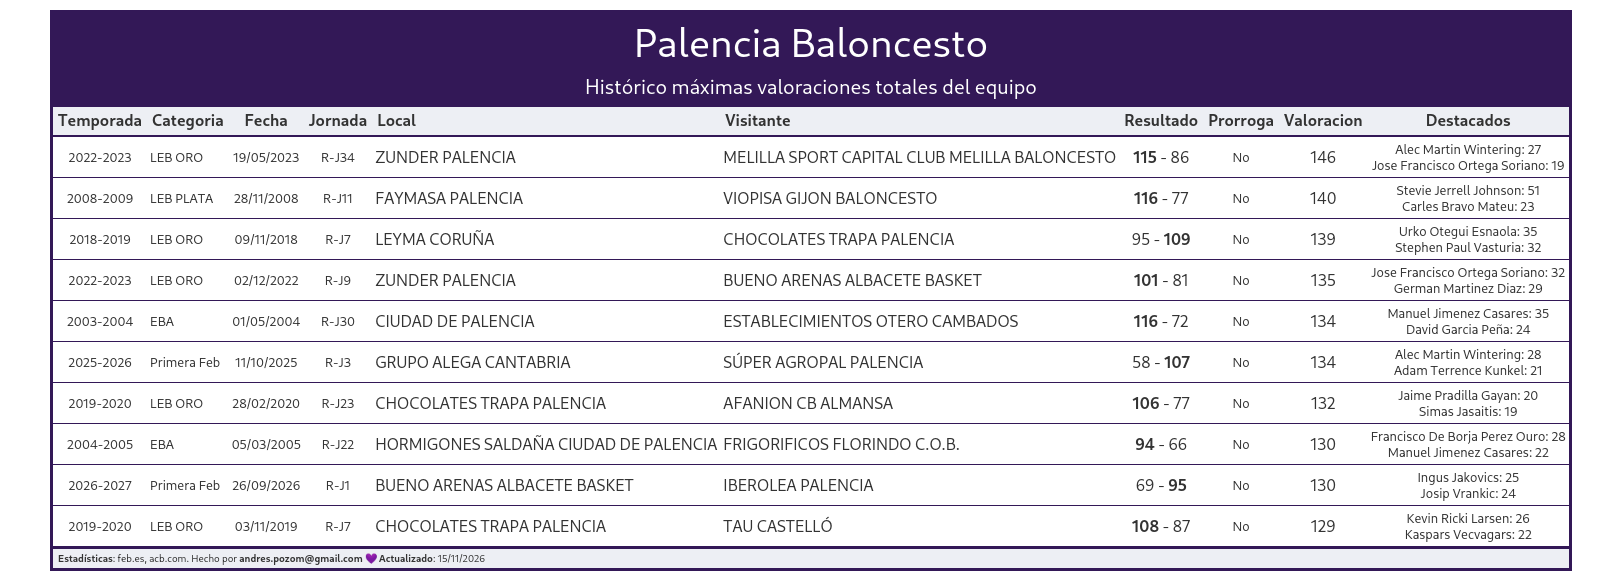 Palencia Baloncesto
Histórico máximas valoraciones totales del equipo
Temporada Categoria Fecha Jornada Local Visitante Resultado Prorroga Valoracion Destacados
2022-2023 LEB ORO 19/05/2023 R-J34 ZUNDER PALENCIA MELILLA SPORT CAPITAL CLUB MELILLA BALONCESTO 115 - 86 No 146 Alec Martin Wintering: 27
Jose Francisco Ortega Soriano: 19
2008-2009 LEB PLATA 28/11/2008 R-J11 FAYMASA PALENCIA VIOPISA GIJON BALONCESTO 116 - 77 No 140 Stevie Jerrell Johnson: 51
Carles Bravo Mateu: 23
2018-2019 LEB ORO 09/11/2018 R-J7 LEYMA CORUÑA CHOCOLATES TRAPA PALENCIA 95 - 109 No 139 Urko Otegui Esnaola: 35
Stephen Paul Vasturia: 32
2022-2023 LEB ORO 02/12/2022 R-J9 ZUNDER PALENCIA BUENO ARENAS ALBACETE BASKET 101 - 81 No 135 Jose Francisco Ortega Soriano: 32
German Martinez Diaz: 29
2003-2004 EBA 01/05/2004 R-J30 CIUDAD DE PALENCIA ESTABLECIMIENTOS OTERO CAMBADOS 116 - 72 No 134 Manuel Jimenez Casares: 35
David Garcia Peña: 24
2025-2026 Primera Feb 11/10/2025 R-J3 GRUPO ALEGA CANTABRIA SÚPER AGROPAL PALENCIA 58 - 107 No 134 Alec Martin Wintering: 28
Adam Terrence Kunkel: 21
2019-2020 LEB ORO 28/02/2020 R-J23 CHOCOLATES TRAPA PALENCIA AFANION CB ALMANSA 106 - 77 No 132 Jaime Pradilla Gayan: 20
Simas Jasaitis: 19
2004-2005 EBA 05/03/2005 R-J22 HORMIGONES SALDAÑA CIUDAD DE PALENCIA FRIGORIFICOS FLORINDO C.O.B. 94 - 66 No 130 Francisco De Borja Perez Ouro: 28
Manuel Jimenez Casares: 22
2026-2027 Primera Feb 26/09/2026 R-J1 BUENO ARENAS ALBACETE BASKET IBEROLEA PALENCIA 69 - 95 No 130 Ingus Jakovics: 25
Josip Vrankic: 24
2019-2020 LEB ORO 03/11/2019 R-J7 CHOCOLATES TRAPA PALENCIA TAU CASTELLÓ 108 - 87 No 129 Kevin Ricki Larsen: 26
Kaspars Vecvagars: 22
Estadísticas: feb.es, acb.com. Hecho por andres.pozom@gmail.com 💜 Actualizado: 15/11/2026